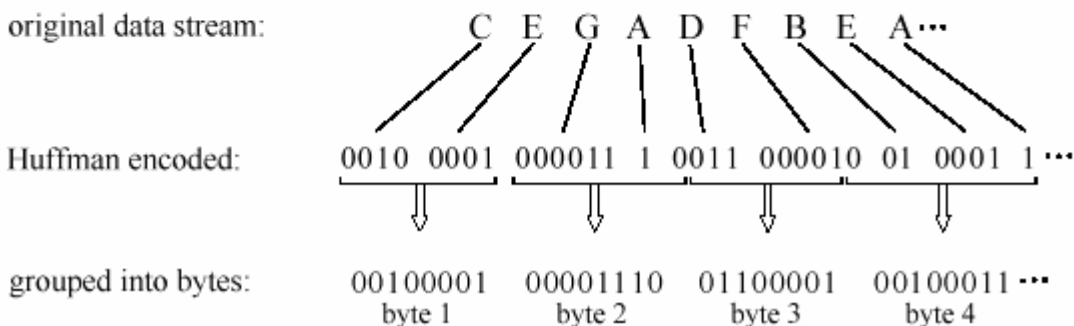 original data stream: C E G A D F B E A ···
Huffman encoded: 0010 0001 000011 1 0011 000010 01 0001 1 ···
grouped into bytes: 00100001 00001110 01100001 00100011 ···
byte 1 byte 2 byte 3 byte 4